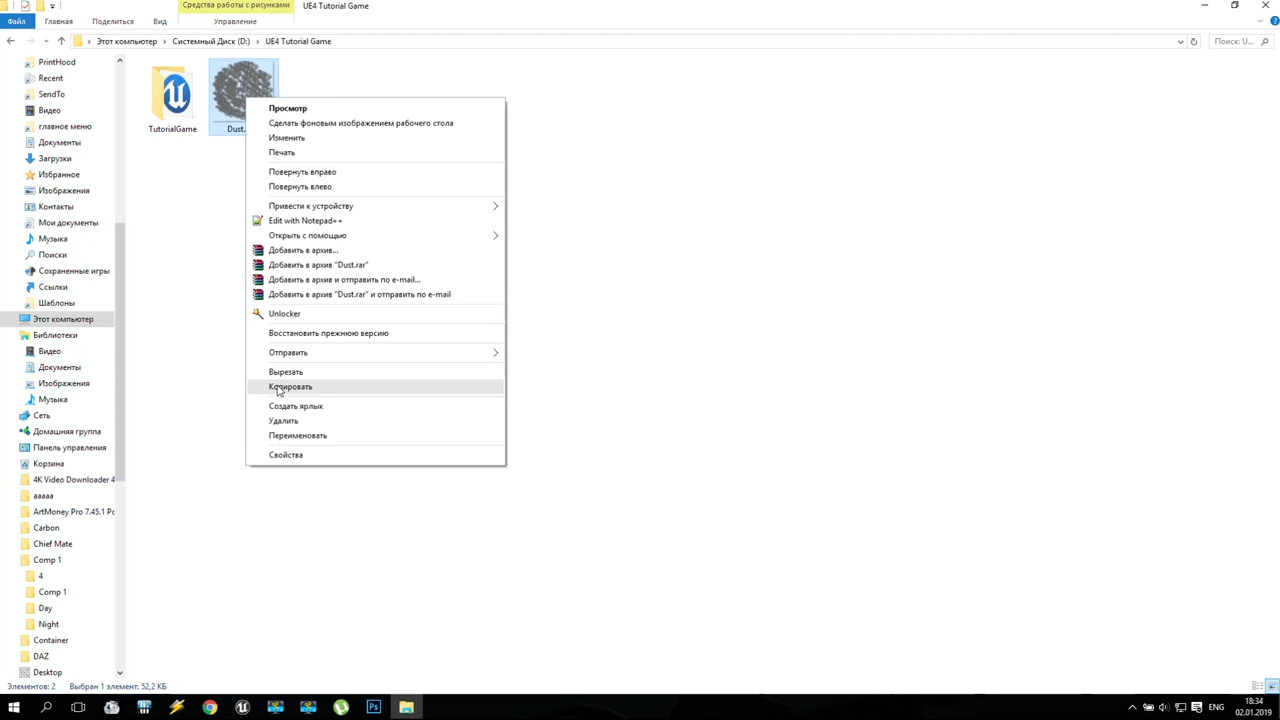 Средства работы с рисунками
UE4 Tutorial Game
Файл
Главная
Поделиться
Вид
Управление
Этот компьютер
Системный Диск (D:)
UE4 Tutorial Game
Поиск: U...
PrintHood
Recent
SendTo
Видео
главное меню
Документы
Загрузки
Избранное
Изображения
Контакты
Мои документы
Музыка
Поиски
Сохраненные игры
Ссылки
Шаблоны
Этот компьютер
Библиотеки
Видео
Документы
Изображения
Музыка
Сеть
Домашняя группа
Панель управления
Корзина
4K Video Downloader 4
aaaaa
ArtMoney Pro 7.45.1 Pc
Carbon
Chief Mate
Comp 1
4
Comp 1
Day
Night
Container
DAZ
Desktop
TutorialGame
Dust.
Просмотр
Сделать фоновым изображением рабочего стола
Изменить
Печать
Повернуть вправо
Повернуть влево
Привести к устройству
Edit with Notepad++
Открыть с помощью
Добавить в архив...
Добавить в архив "Dust.rar"
Добавить в архив и отправить по e-mail...
Добавить в архив "Dust.rar" и отправить по e-mail
Unlocker
Восстановить прежнюю версию
Отправить
Вырезать
Копировать
Создать ярлык
Удалить
Переименовать
Свойства
Элементов: 2
Выбран 1 элемент: 52,2 КБ
Ps
ENG
18:34
02.01.2019